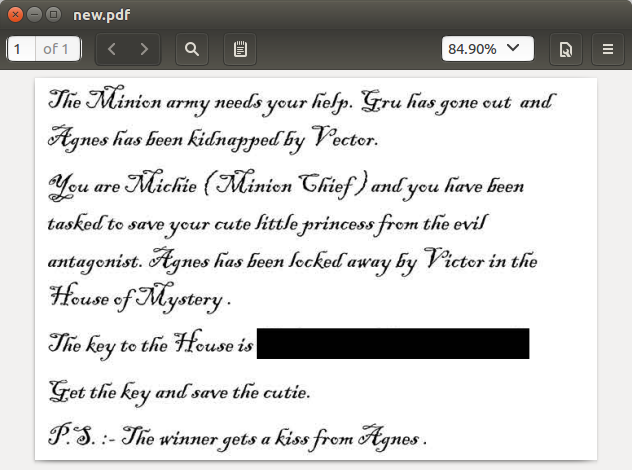 new.pdf
1 of 1
84.90%
The Minion army needs your help. Gru has gone out and
Agnes has been kidnapped by Vector.
You are Michie (Minion Chief) and you have been
tasked to save your cute little princess from the evil
antagonist. Agnes has been locked away by Victor in the
House of Mystery .
The key to the House is
Get the key and save the cutie.
P.S. :- The winner gets a kiss from Agnes .